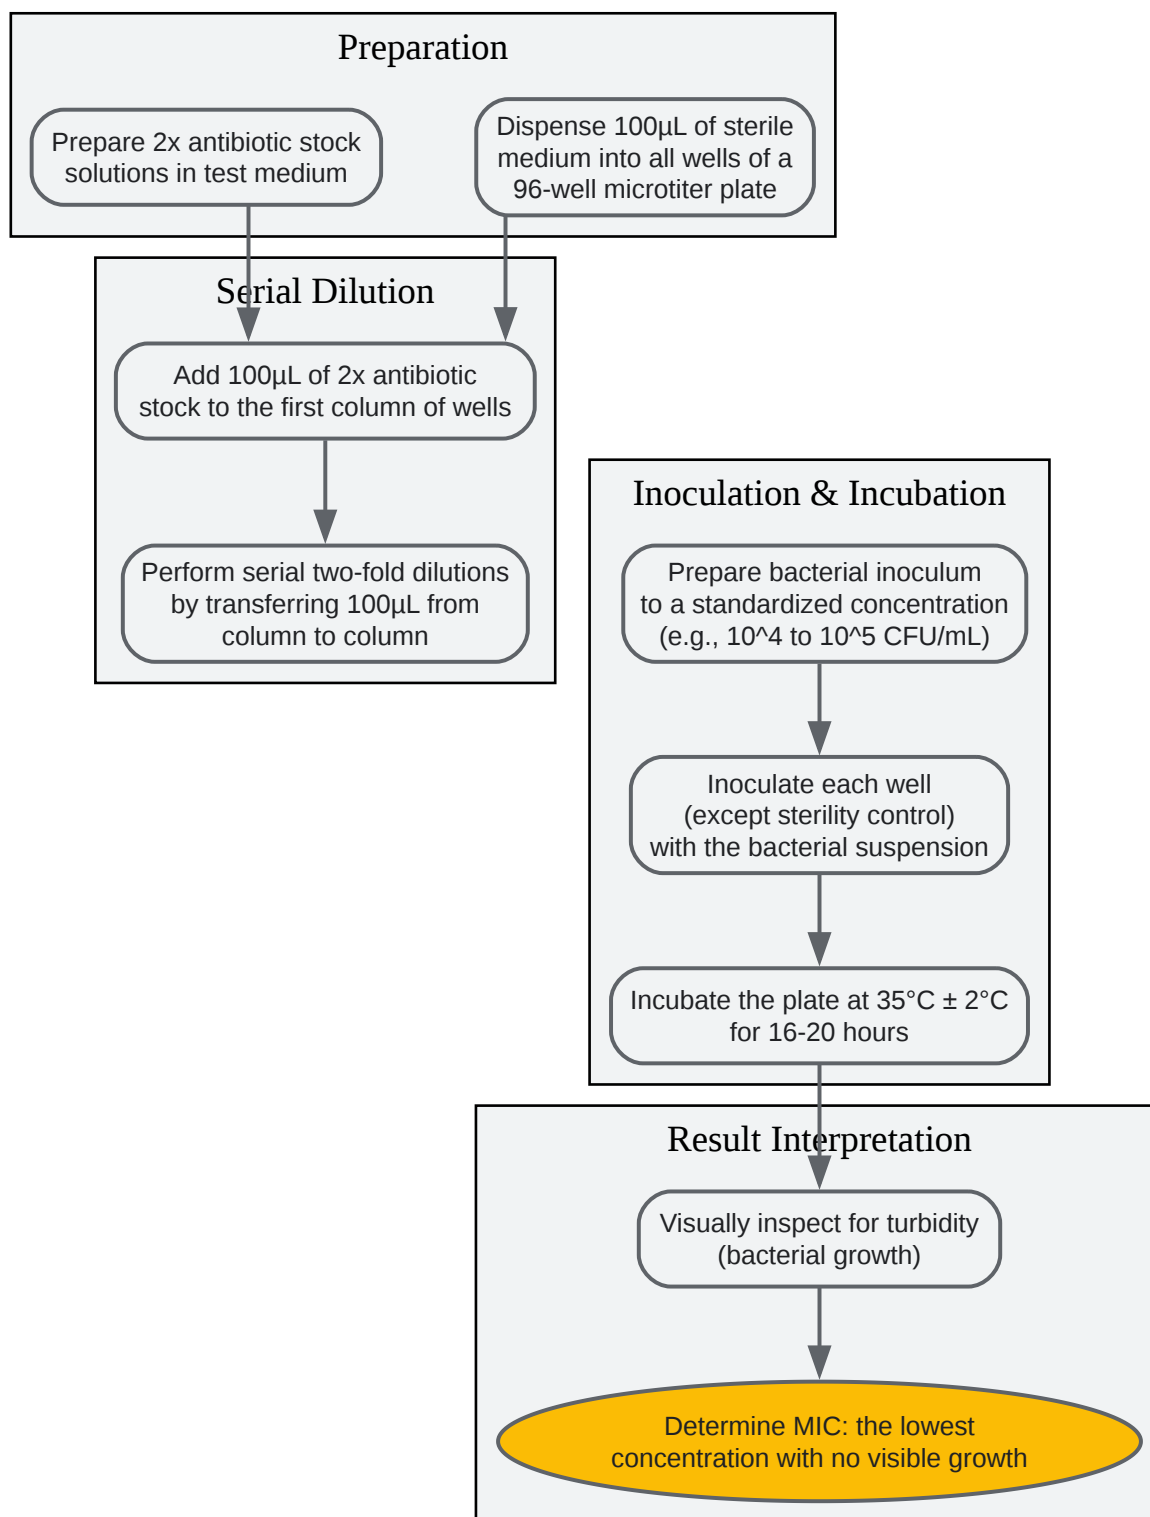 Preparation
Prepare 2x antibiotic stock
solutions in test medium
Dispense 100µL of sterile
medium into all wells of a
96-well microtiter plate
Serial Dilution
Add 100µL of 2x antibiotic
stock to the first column of wells
Perform serial two-fold dilutions
by transferring 100µL from
column to column
Inoculation & Incubation
Prepare bacterial inoculum
to a standardized concentration
(e.g., 10^4 to 10^5 CFU/mL)
Inoculate each well
(except sterility control)
with the bacterial suspension
Incubate the plate at 35°C ± 2°C
for 16-20 hours
Result Interpretation
Visually inspect for turbidity
(bacterial growth)
Determine MIC: the lowest
concentration with no visible growth